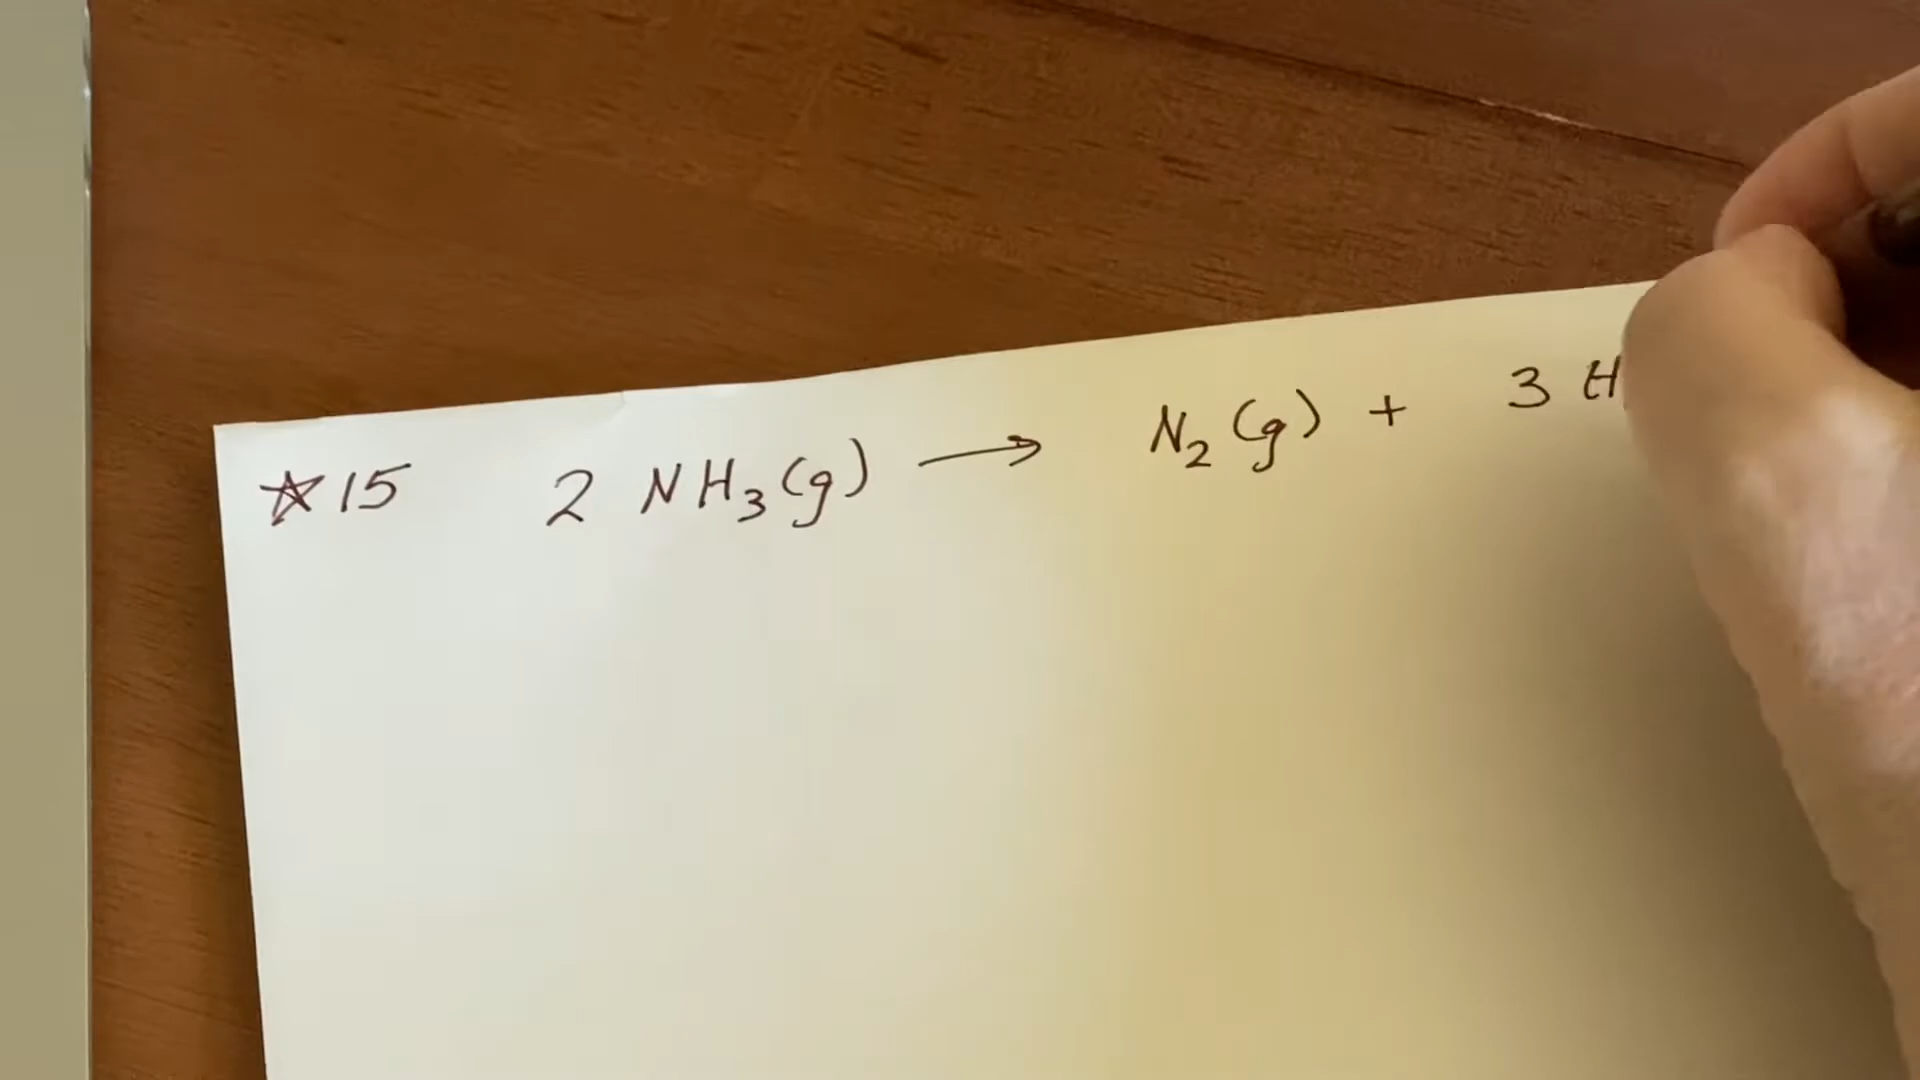 ☆15 2 NH₃(g) → N₂(g) + 3 H